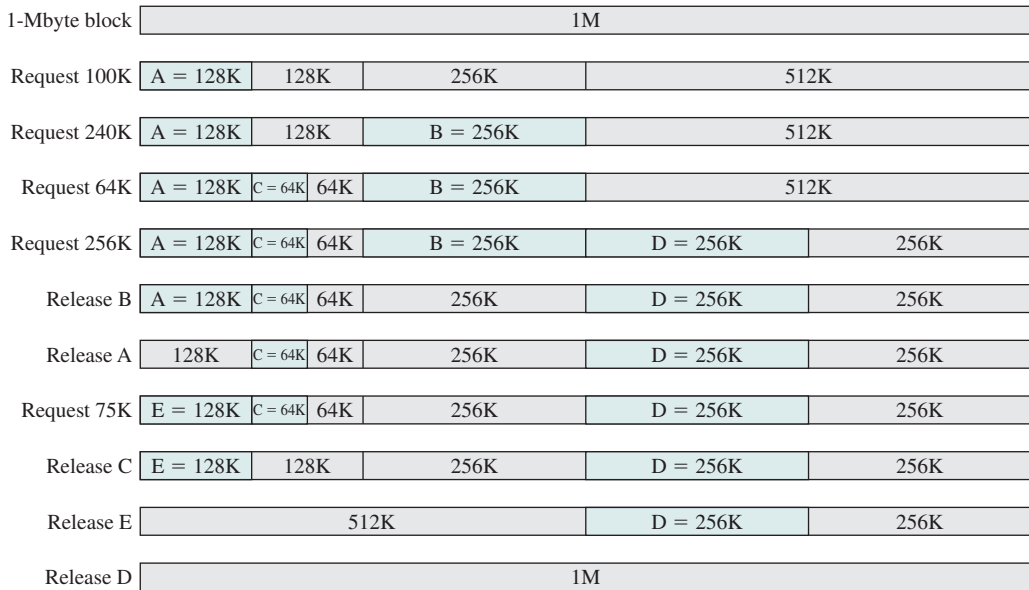 1-Mbyte block 1M
Request 100K A = 128K 128K 256K 512K
Request 240K A = 128K 128K B = 256K 512K
Request 64K A = 128K C = 64K 64K B = 256K 512K
Request 256K A = 128K C = 64K 64K B = 256K D = 256K 256K
Release B A = 128K C = 64K 64K 256K D = 256K 256K
Release A 128K C = 64K 64K 256K D = 256K 256K
Request 75K E = 128K C = 64K 64K 256K D = 256K 256K
Release C E = 128K 128K 256K D = 256K 256K
Release E 512K D = 256K 256K
Release D 1M